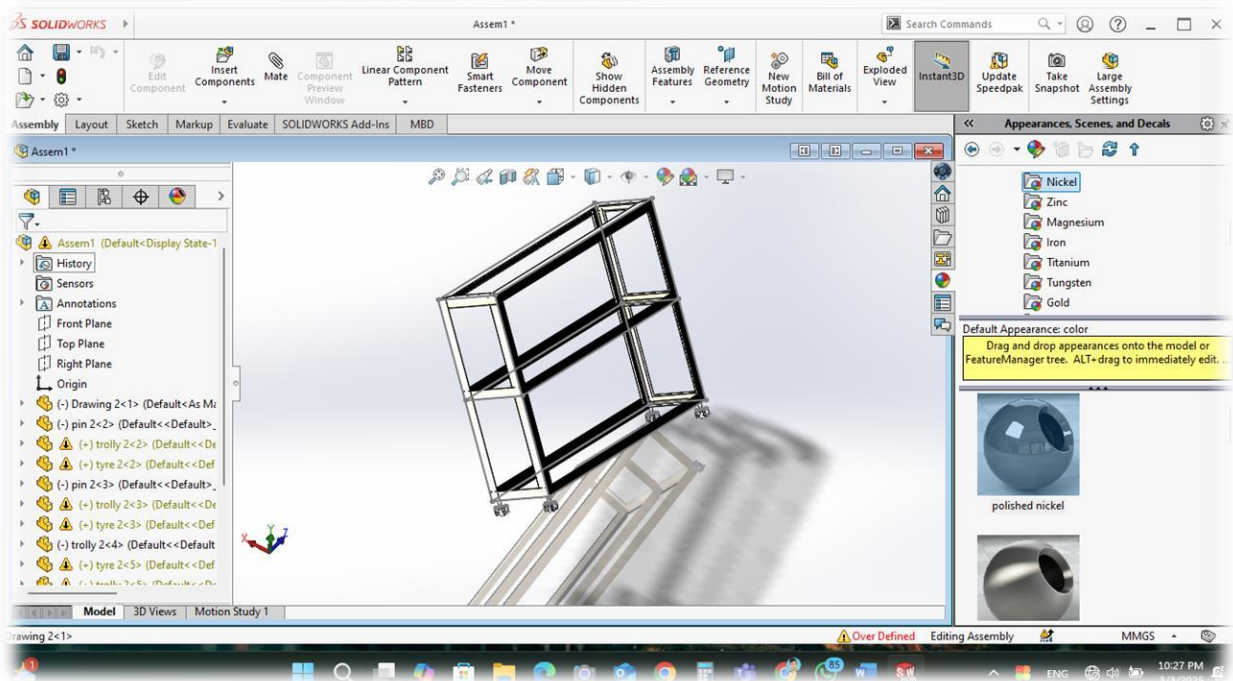 SOLIDWORKS
Assem1 *
Search Commands
Edit Component
Insert Components
Mate
Component Preview Window
Linear Component Pattern
Smart Fasteners
Move Component
Show Hidden Components
Assembly Features
Reference Geometry
New Motion Study
Bill of Materials
Exploded View
Instant3D
Update Speedpak
Take Snapshot
Large Assembly Settings
Assembly Layout Sketch Markup Evaluate SOLIDWORKS Add-Ins MBD
Appearances, Scenes, and Decals
Assem1 *
Assem1 (Default<Display State-1
History
Sensors
Annotations
Front Plane
Top Plane
Right Plane
Origin
(-) Drawing 2<1> (Default<As Ma
(-) pin 2<2> (Default<<Default>_
(+) trolly 2<2> (Default<<De
(+) tyre 2<2> (Default<<Def
(-) pin 2<3> (Default<<Default>_
(+) trolly 2<3> (Default<<De
(+) tyre 2<3> (Default<<Def
(-) trolly 2<4> (Default<<Default
(+) tyre 2<5> (Default<<Def
Y
X
Z
Nickel
Zinc
Magnesium
Iron
Titanium
Tungsten
Gold
Default Appearance: color
Drag and drop appearances onto the model or
FeatureManager tree. ALT+drag to immediately edit. ...
polished nickel
Model 3D Views Motion Study 1
rawing 2<1>
Over Defined Editing Assembly MMGS
1
85
ENG
10:27 PM